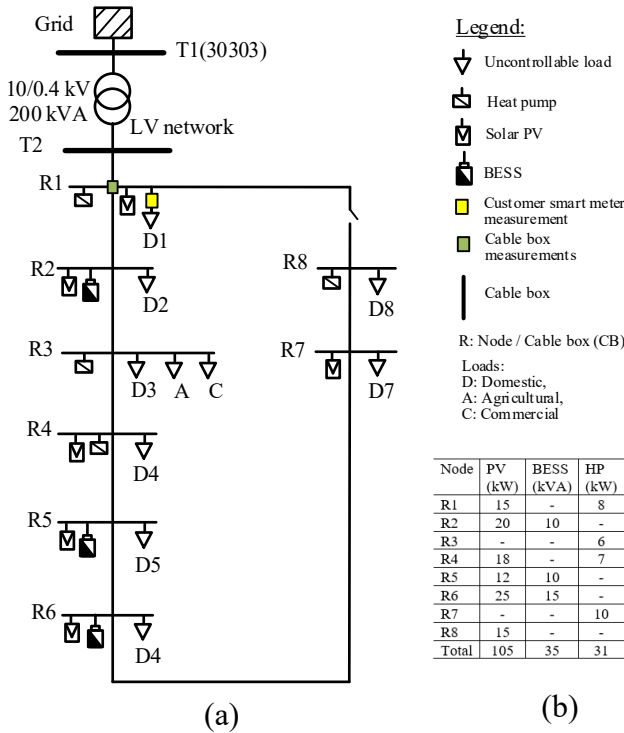 Grid
T1(30303)
10/0.4 kV
200 kVA
LV network
T2
R1
D1
R2
D2
R8
D8
R3
D3 A C
R7
D7
R4
D4
R5
D5
R6
D4
(a)
Legend:
Uncontrollable load
Heat pump
Solar PV
BESS
Customer smart meter
measurement
Cable box
measurements
Cable box
R: Node / Cable box (CB)
Loads:
D: Domestic,
A: Agricultural,
C: Commercial
Node PV (kW) BESS (kVA) HP (kW)
R1 15 - 8
R2 20 10 -
R3 - - 6
R4 18 - 7
R5 12 10 -
R6 25 15 -
R7 - - 10
R8 15 - -
Total 105 35 31
(b)